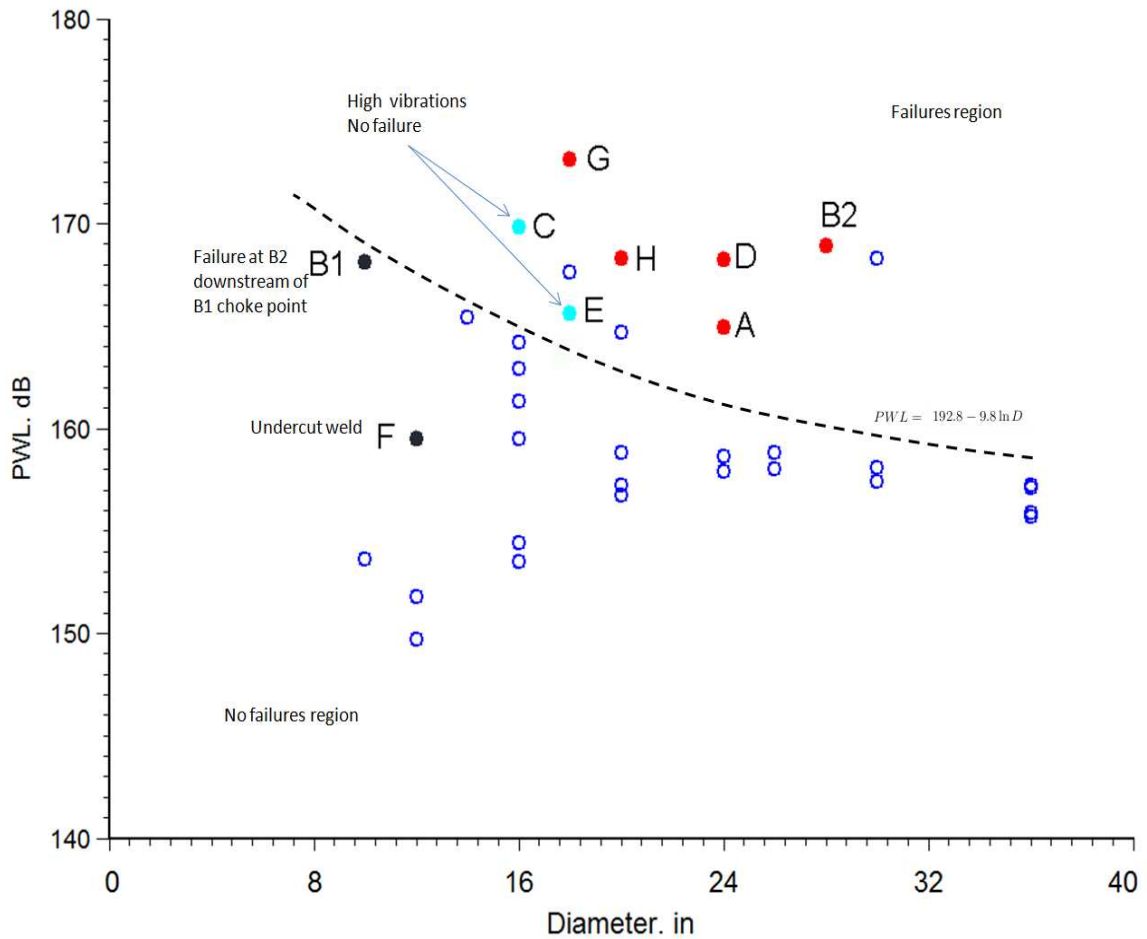 180
High vibrations
No failure
Failures region
G
B2
170
C
Failure at B2
downstream of
B1 choke point
B1
H
D
E
A
PWL. dB
160
Undercut weld
F
PWL = 192.8 − 9.8 ln D
150
No failures region
140
0 8 16 24 32 40
Diameter. in